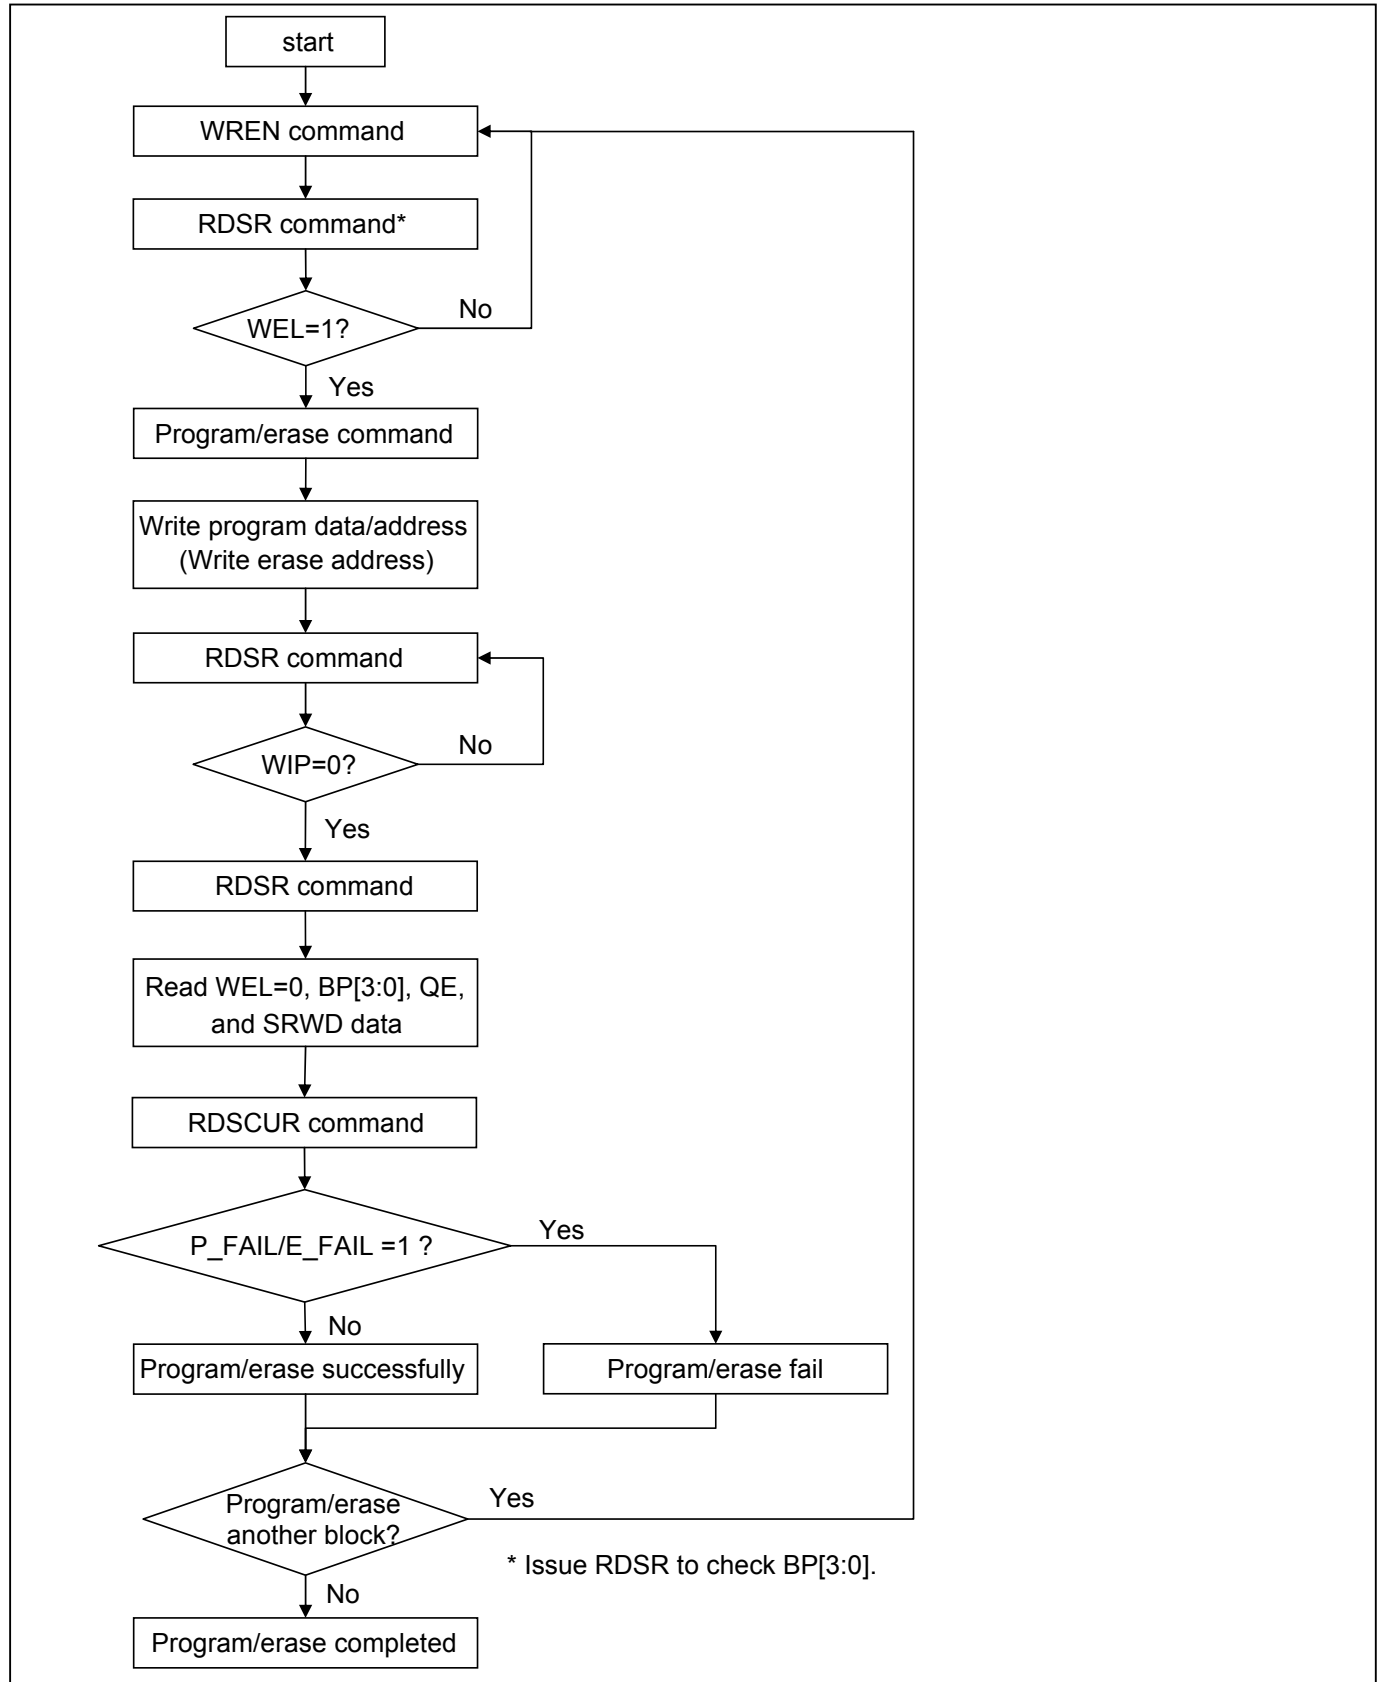 start
WREN command
RDSR command*
WEL=1?
No
Yes
Program/erase command
Write program data/address
(Write erase address)
RDSR command
WIP=0?
No
Yes
RDSR command
Read WEL=0, BP[3:0], QE,
and SRWD data
RDSCUR command
P_FAIL/E_FAIL =1 ?
Yes
No
Program/erase successfully
Program/erase fail
Program/erase
another block?
Yes
* Issue RDSR to check BP[3:0].
No
Program/erase completed